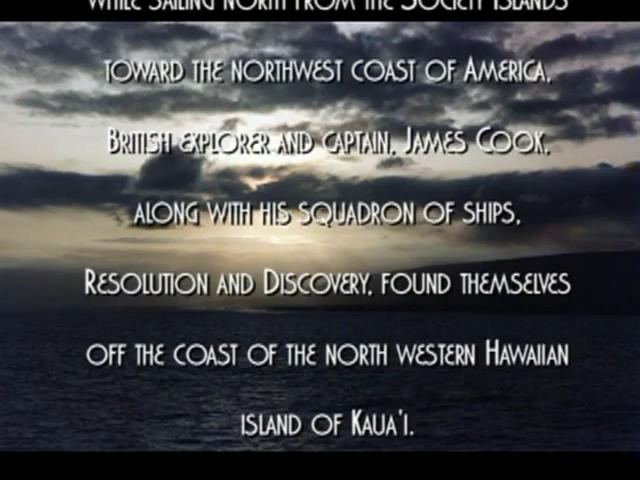 while sailing north from the Society Islands
toward the northwest coast of America,
British explorer and captain, James Cook,
along with his squadron of ships,
Resolution and Discovery, found themselves
off the coast of the north western Hawaiian
island of Kaua'i.